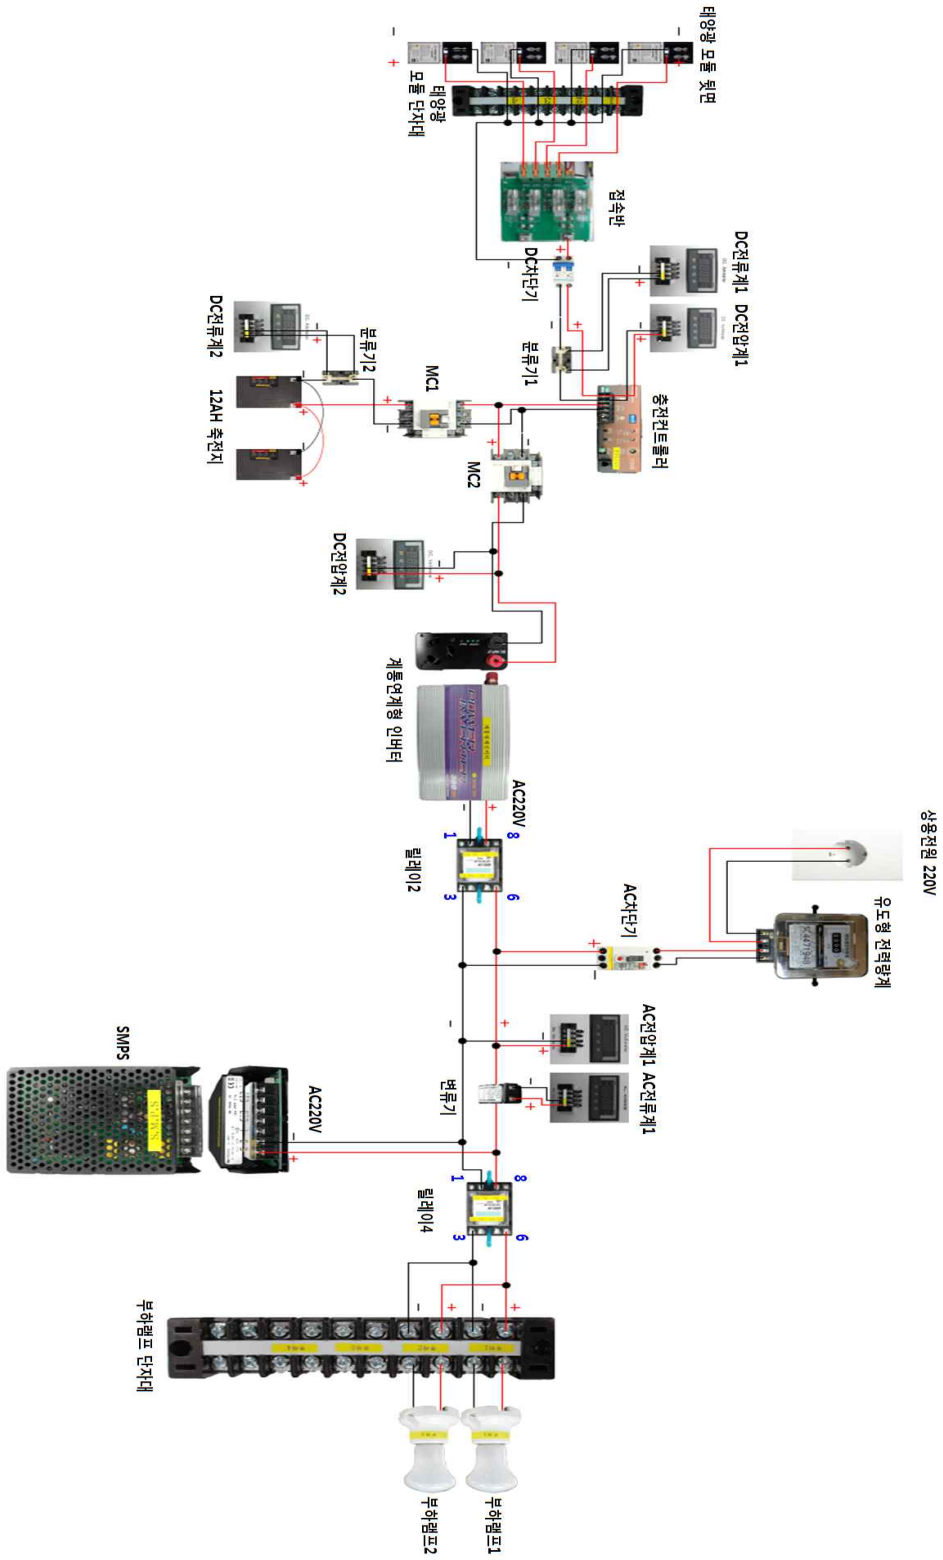 태양광 모듈 뒷면
태양광
모듈 단자대
접속반
DC차단기
DC전류계1
DC전압계1
분류기1
충전컨트롤러
DC전류계2
분류기2
12AH 축전지
MC1
MC2
DC전압계2
계통연계형 인버터
AC220V
8
1
릴레이2
3
6
상용전원 220V
유도형 전력량계
AC차단기
AC전압계1
AC전류계1
변류기
SMPS
S.M.P.S
AC220V
8
1
릴레이4
3
6
부하램프 단자대
부하램프1
부하램프2